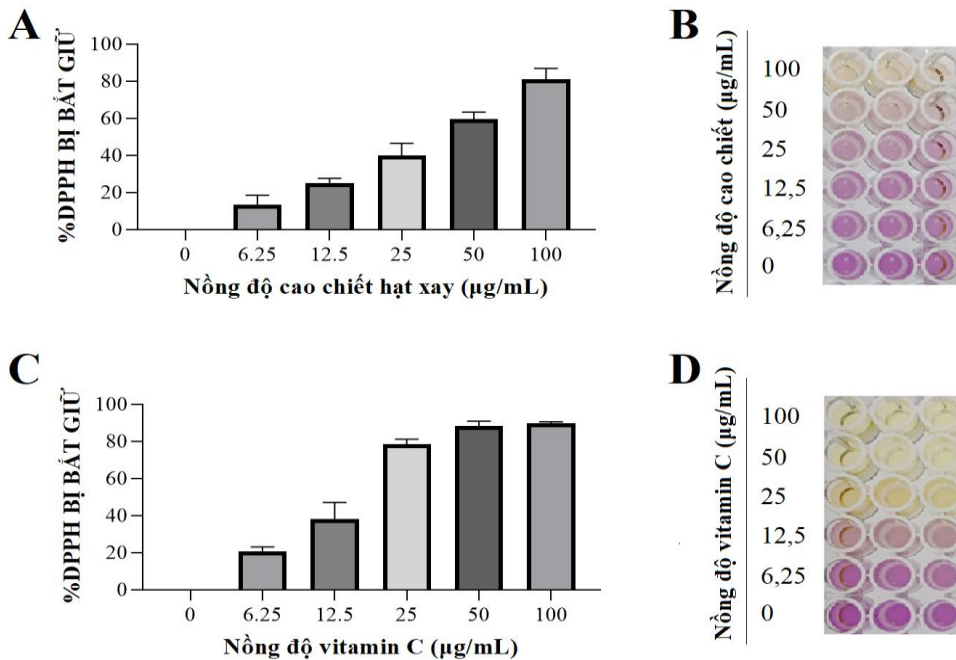 A
%DPPH BỊ BẮT GIỮ
100
80
60
40
20
0
0 6.25 12.5 25 50 100
Nồng độ cao chiết hạt xay (µg/mL)
B
Nồng độ cao chiết (µg/mL)
100
50
25
12,5
6,25
0
C
%DPPH BỊ BẮT GIỮ
100
80
60
40
20
0
0 6.25 12.5 25 50 100
Nồng độ vitamin C (µg/mL)
D
Nồng độ vitamin C (µg/mL)
100
50
25
12,5
6,25
0